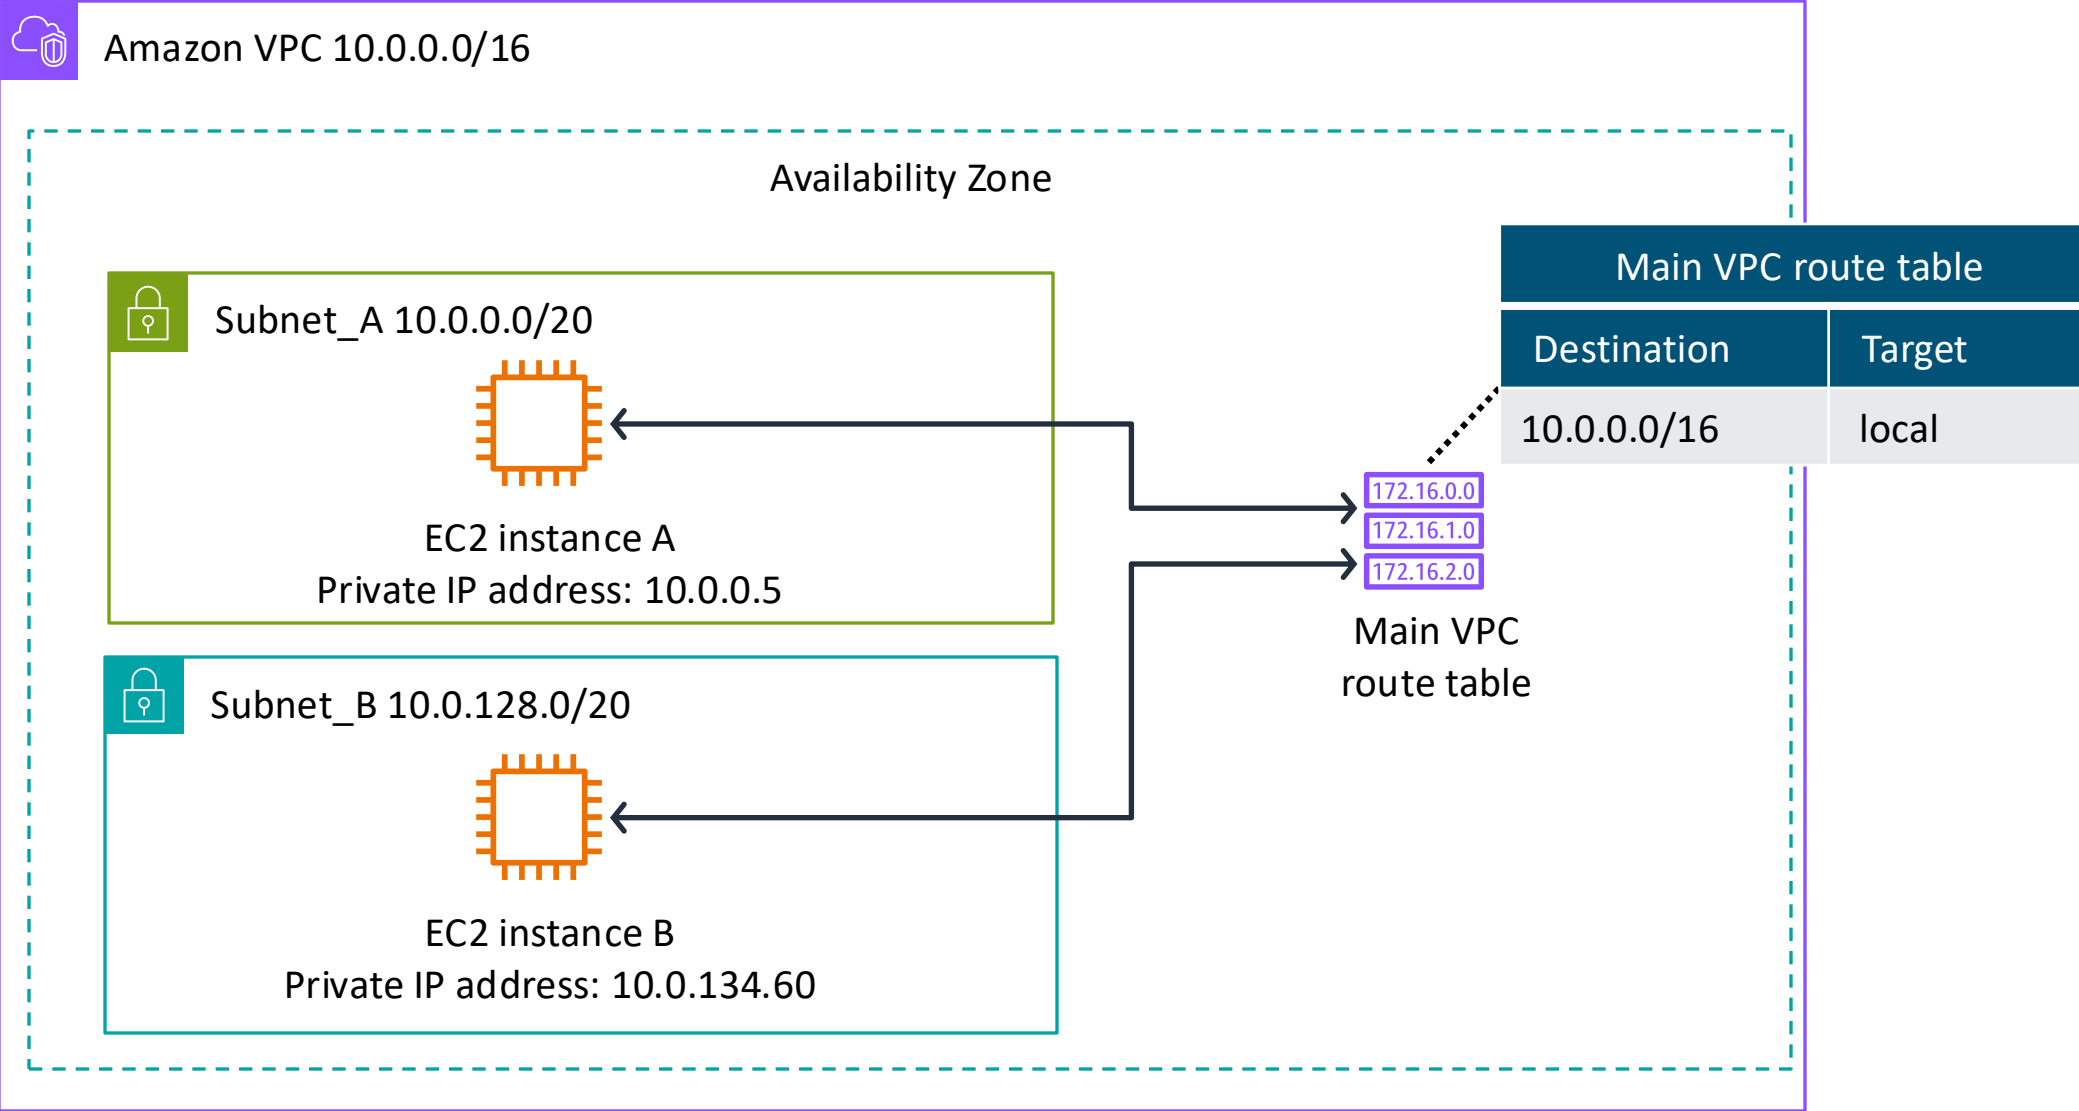 Amazon VPC 10.0.0.0/16
Availability Zone
Subnet_A 10.0.0.0/20
EC2 instance A
Private IP address: 10.0.0.5
Subnet_B 10.0.128.0/20
EC2 instance B
Private IP address: 10.0.134.60
Main VPC route table
Destination Target
10.0.0.0/16 local
172.16.0.0
172.16.1.0
172.16.2.0
Main VPC
route table